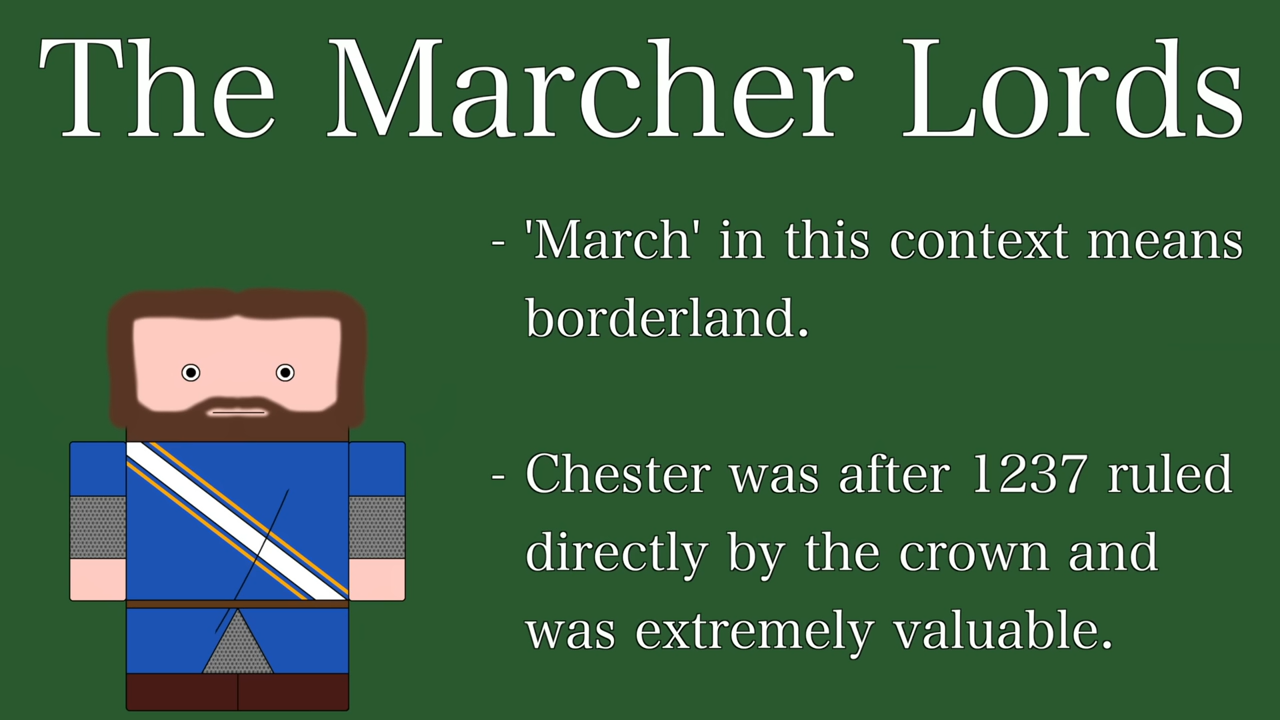 The Marcher Lords
- 'March' in this context means
borderland.
- Chester was after 1237 ruled
directly by the crown and
was extremely valuable.